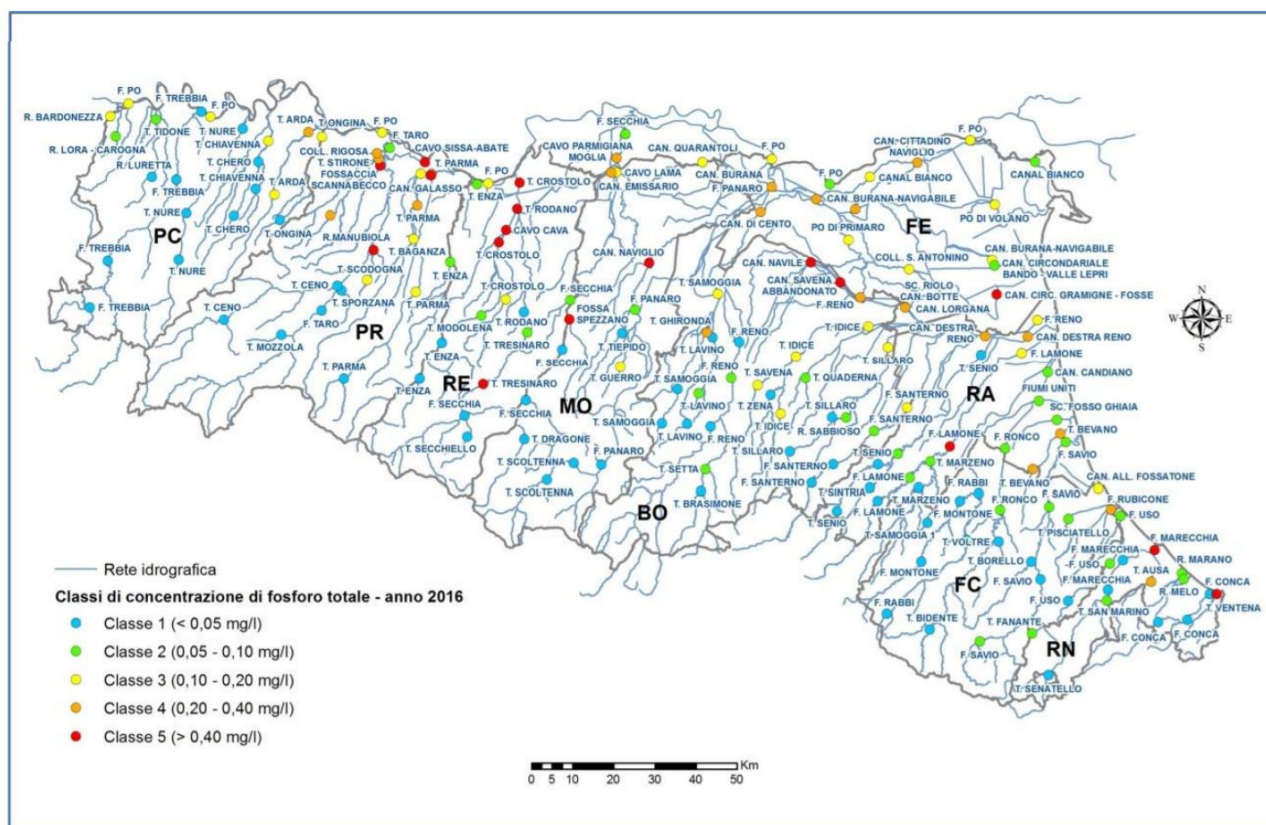 F. PO
F. TREBBIA
F. PO
R. BARDONEZZA
T. TIDONE
T. NURE
T. ARDA
T. ONGINA
F. PO
F. TARO
R. LORA - CAROGNA
T. CHIAVENNA
COLL. RIGOSA
CAVO SISSA-ABATE
R. LURETTA
T. CHERO
T. STIRONE
T. PARMA
F. TREBBIA
T. CHIAVENNA
T. ARDA
FOSSACCIA
SCANNABECCO
CAN. GALASSO
F. PO
T. ENZA
T. CROSTOLO
T. NURE
T. CHERO
T. ONGINA
T. PARMA
T. RODANO
PC
R.MANUBIOLA
T. BAGANZA
CAVO CAVA
T. CROSTOLO
F. TREBBIA
T. NURE
T. SCODOGNA
T. ENZA
F. TREBBIA
T. CENO
T. SPORZANA
T. PARMA
T. CROSTOLO
T. CENO
F. TARO
PR
T. MODOLENA
T. RODANO
T. TRESINARO
T. MOZZOLA
T. ENZA
T. PARMA
T. ENZA
RE
T. TRESINARO
F. SECCHIA
T. SECCHIELLO
F. SECCHIA
CAVO PARMIGIANA
MOGLIA
CAN. QUARANTOLI
F. PO
CAVO LAMA
CAN. EMISSARIO
CAN. BURANA
F. PANARO
CAN. DI CENTO
CAN. NAVIGLIO
F. SECCHIA
F. PANARO
FOSSA
SPEZZANO
T. TIEPIDO
F. SECCHIA
T. GUERRO
F. SECCHIA
MO
T. DRAGONE
T. SCOLTENNA
F. PANARO
T. SCOLTENNA
CAN. NAVILE
T. SAMOGGIA
CAN. SAVENA
ABBANDONATO
T. GHIRONDA
F. RENO
T. LAVINO
F. RENO
F. RENO
T. IDICE
T. IDICE
T. SAVENA
T. QUADERNA
T. SAMOGGIA
T. LAVINO
T. ZENA
T. SILLARO
T. SAMOGGIA
T. LAVINO
F. RENO
T. IDICE
R. SABBIOSO
T. SILLARO
T. SETTA
F. SANTERNO
F. SANTERNO
BO
T. BRASIMONE
CAN. CITTADINO
NAVIGLIO
F. PO
F. PO
CANAL BIANCO
CANAL BIANCO
CAN. BURANA-NAVIGABILE
PO DI VOLANO
FE
PO DI PRIMARO
COLL. S. ANTONINO
CAN. BURANA-NAVIGABILE
CAN. CIRCONDARIALE
BANDO - VALLE LEPRI
SC. RIOLO
CAN. CIRC. GRAMIGNE - FOSSE
CAN. BOTTE
CAN. LORGANA
F. RENO
CAN. DESTRA
RENO
CAN. DESTRA RENO
T. SILLARO
T. SENIO
F. LAMONE
CAN. CANDIANO
F. SANTERNO
RA
FIUMI UNITI
F. SANTERNO
SC. FOSSO GHIAIA
F. LAMONE
F. RONCO
T. BEVANO
F. SAVIO
T. SENIO
T. MARZENO
F. LAMONE
T. BEVANO
CAN. ALL. FOSSATONE
T. SINTRIA
T. MARZENO
F. RABBI
F. RONCO
F. SAVIO
F. RUBICONE
F. LAMONE
F. MONTONE
F. USO
T. SENIO
T. PISCIATELLO
T. SAMOGGIA 1
T. VOLTRE
F. MARECCHIA
F. MARECCHIA
F. MONTONE
T. BORELLO
F. USO
T. AUSA
R. MARANO
FC
F. SAVIO
F. MARECCHIA
R. MELO
F. CONCA
F. RABBI
F. USO
T. SAN MARINO
T. VENTENA
T. BIDENTE
T. FANANTE
F. CONCA
F. CONCA
F. SAVIO
RN
T. SENATELLO
N
W E
S
Rete idrografica
Classi di concentrazione di fosforo totale - anno 2016
Classe 1 (< 0,05 mg/l)
Classe 2 (0,05 - 0,10 mg/l)
Classe 3 (0,10 - 0,20 mg/l)
Classe 4 (0,20 - 0,40 mg/l)
Classe 5 (> 0,40 mg/l)
Km
0 5 10 20 30 40 50